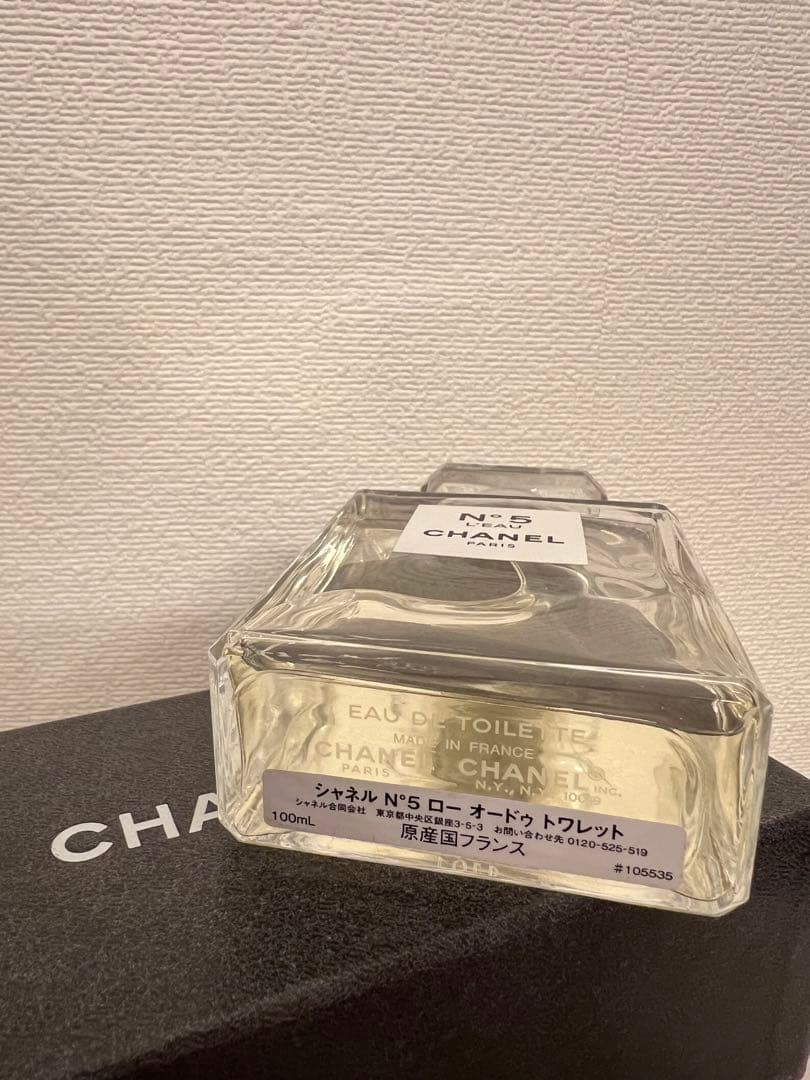 N°5
L'EAU
CHANEL
PARIS
EAU DE TOILETTE
MADE IN FRANCE
CHANEL CHANEL INC.
PARIS N.Y., N.Y.
シャネル N°5 ロー オードゥ トワレット
シャネル合同会社 東京都中央区銀座3-5-3 お問い合わせ先 0120-525-519
100mL 原産国フランス
#105535
CHA